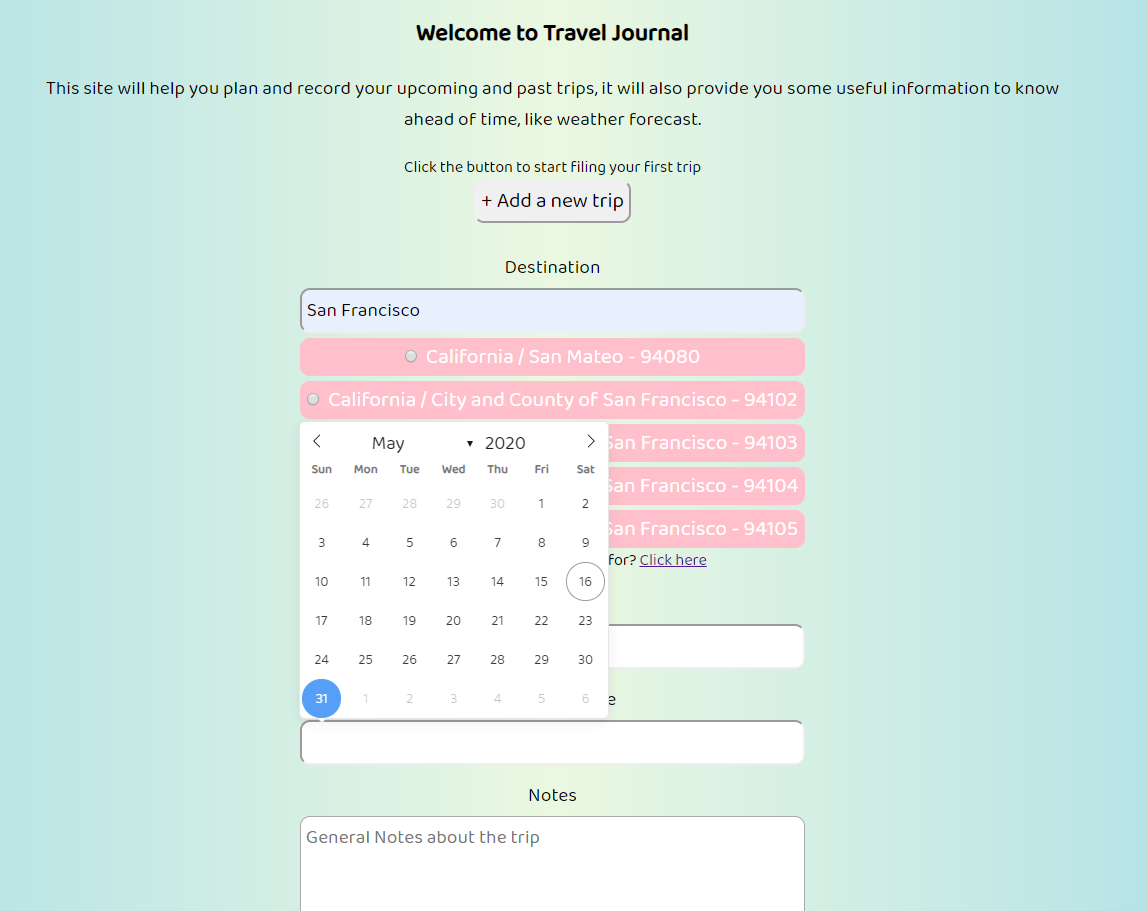 Welcome to Travel Journal
This site will help you plan and record your upcoming and past trips, it will also provide you some useful information to know
ahead of time, like weather forecast.
Click the button to start filing your first trip
+ Add a new trip
Destination
San Francisco
California / San Mateo - 94080
California / City and County of San Francisco - 94102
San Francisco - 94103
San Francisco - 94104
San Francisco - 94105
for? Click here
May 2020
Sun Mon Tue Wed Thu Fri Sat
26 27 28 29 30 1 2
3 4 5 6 7 8 9
10 11 12 13 14 15 16
17 18 19 20 21 22 23
24 25 26 27 28 29 30
31 1 2 3 4 5 6
e
Notes
General Notes about the trip